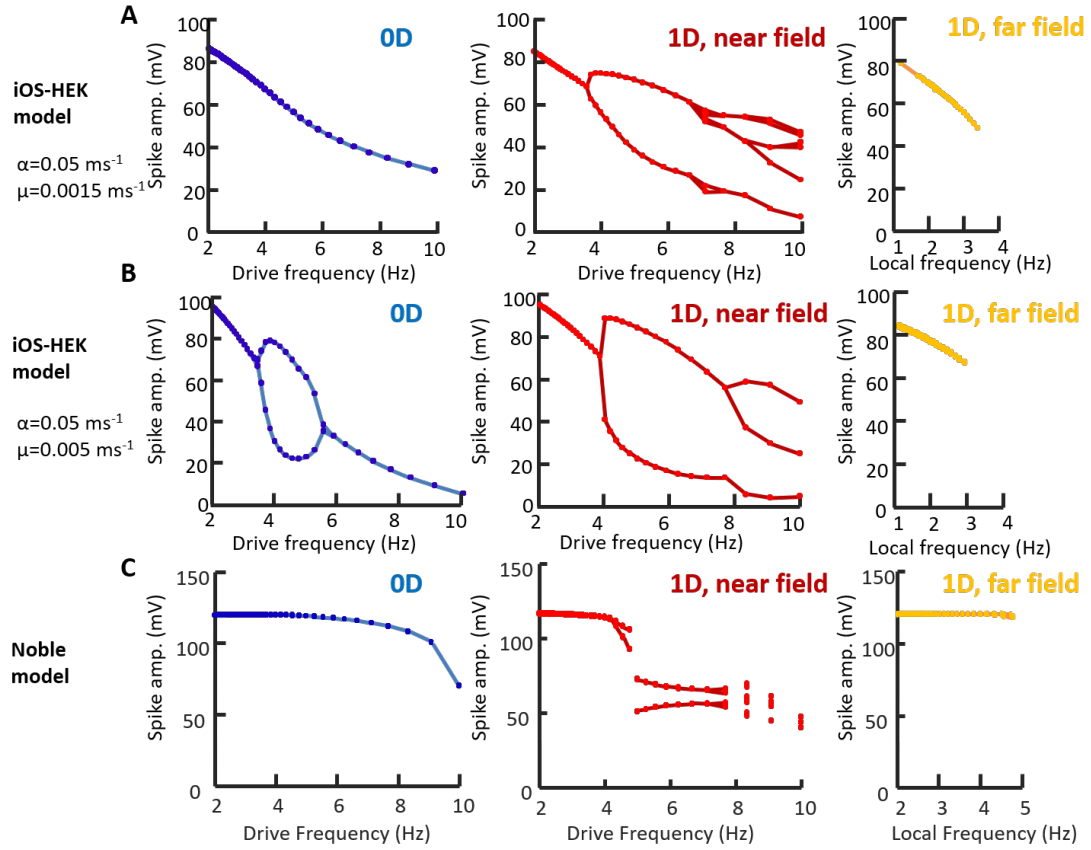 A
iOS-HEK
model
α=0.05 ms-1
μ=0.0015 ms-1
Spike amp. (mV)
100
80
60
40
20
0
2 4 6 8 10
Drive frequency (Hz)
0D
Spike amp. (mV)
100
80
60
40
20
0
2 4 6 8 10
Drive frequency (Hz)
1D, near field
Spike amp. (mV)
100
80
60
40
20
0
1 2 3 4
Local frequency (Hz)
1D, far field
B
iOS-HEK
model
α=0.05 ms-1
μ=0.005 ms-1
Spike amp. (mV)
100
80
60
40
20
0
2 4 6 8 10
Drive frequency (Hz)
0D
Spike amp. (mV)
100
80
60
40
20
0
2 4 6 8 10
Drive frequency (Hz)
1D, near field
Spike amp. (mV)
100
80
60
40
20
0
1 2 3 4
Local frequency (Hz)
1D, far field
C
Noble
model
Spike amp. (mV)
150
100
50
0
2 4 6 8 10
Drive Frequency (Hz)
0D
Spike amp. (mV)
150
100
50
0
2 4 6 8 10
Drive Frequency (Hz)
1D, near field
Spike amp. (mV)
150
100
50
0
2 3 4 5
Local Frequency (Hz)
1D, far field